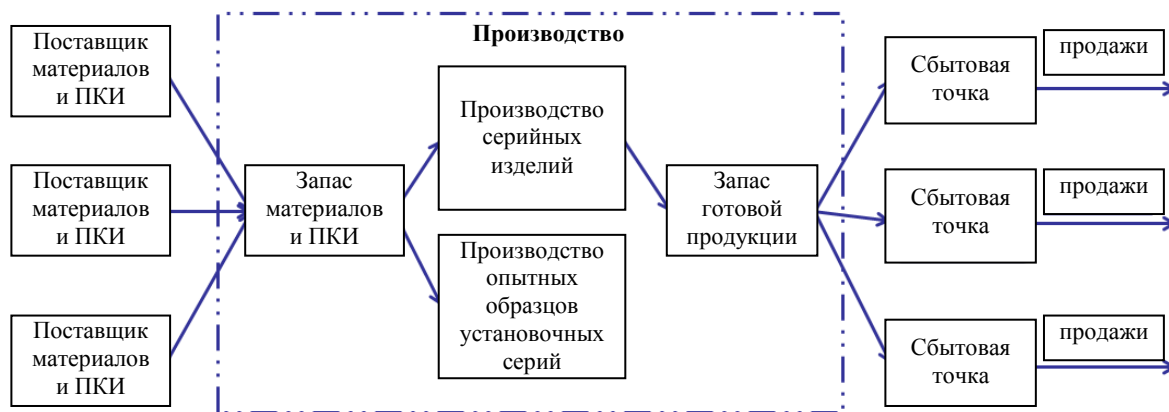 Производство
Поставщик
материалов
и ПКИ
Поставщик
материалов
и ПКИ
Поставщик
материалов
и ПКИ
Запас
материалов
и ПКИ
Производство
серийных
изделий
Производство
опытных
образцов
установочных
серий
Запас
готовой
продукции
Сбытовая
точка
продажи
Сбытовая
точка
продажи
Сбытовая
точка
продажи